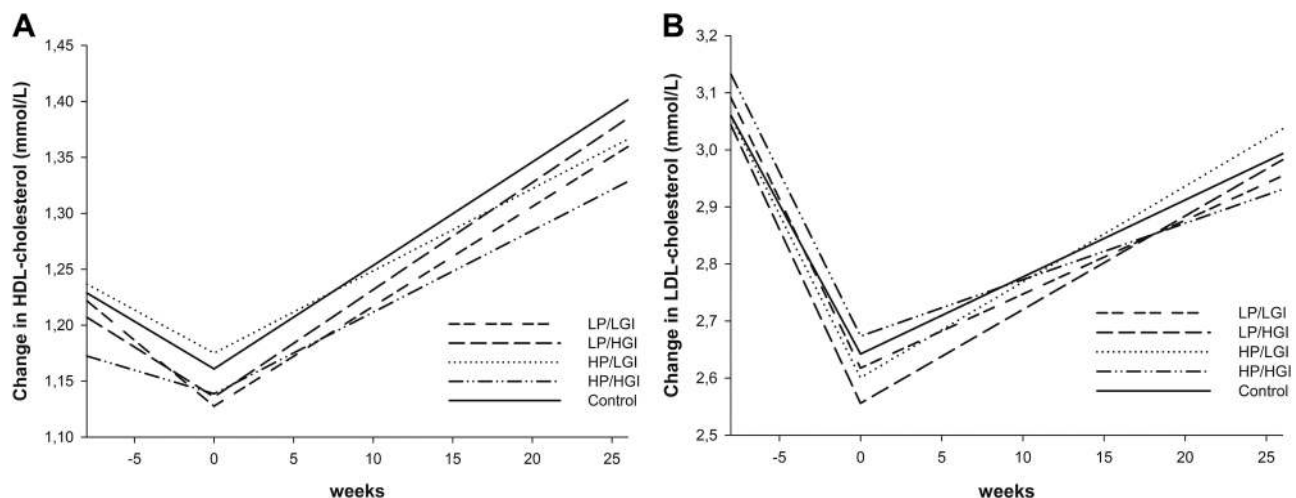 A
Change in HDL-cholesterol (mmol/L)
1,45
1,40
1,35
1,30
1,25
1,20
1,15
1,10
-5 0 5 10 15 20 25
weeks
LP/LGI
LP/HGI
HP/LGI
HP/HGI
Control
B
Change in LDL-cholesterol (mmol/L)
3,2
3,1
3,0
2,9
2,8
2,7
2,6
2,5
-5 0 5 10 15 20 25
weeks
LP/LGI
LP/HGI
HP/LGI
HP/HGI
Control